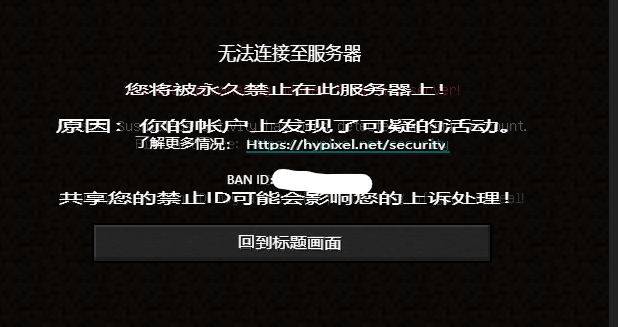 无法连接至服务器
您将被永久禁止在此服务器上！
原因：你的帐户上发现了可疑的活动。
了解更多情况： Https://hypixel.net/security
BAN ID:
共享您的禁止ID可能会影响您的上诉处理！
回到标题画面